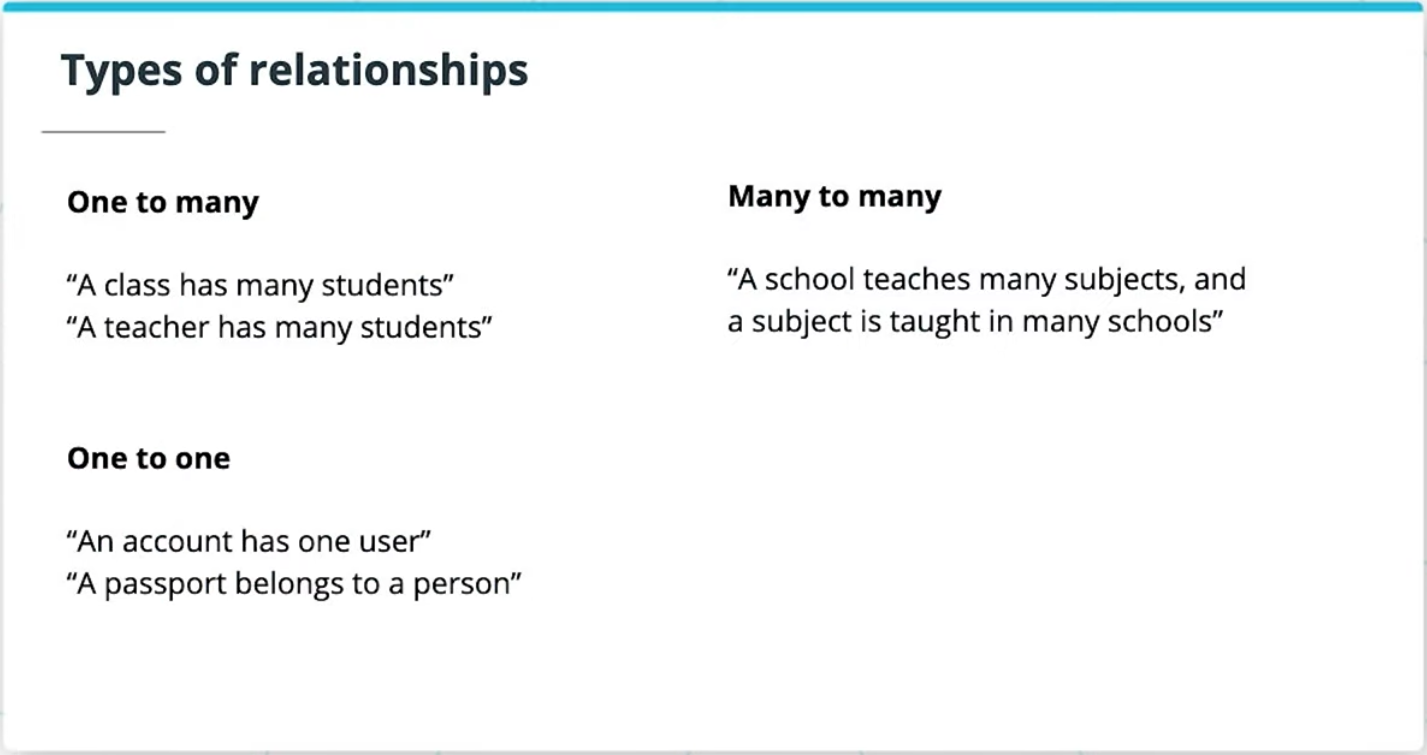 Types of relationships
One to many
“A class has many students”
“A teacher has many students”
One to one
“An account has one user”
“A passport belongs to a person”
Many to many
“A school teaches many subjects, and
a subject is taught in many schools”